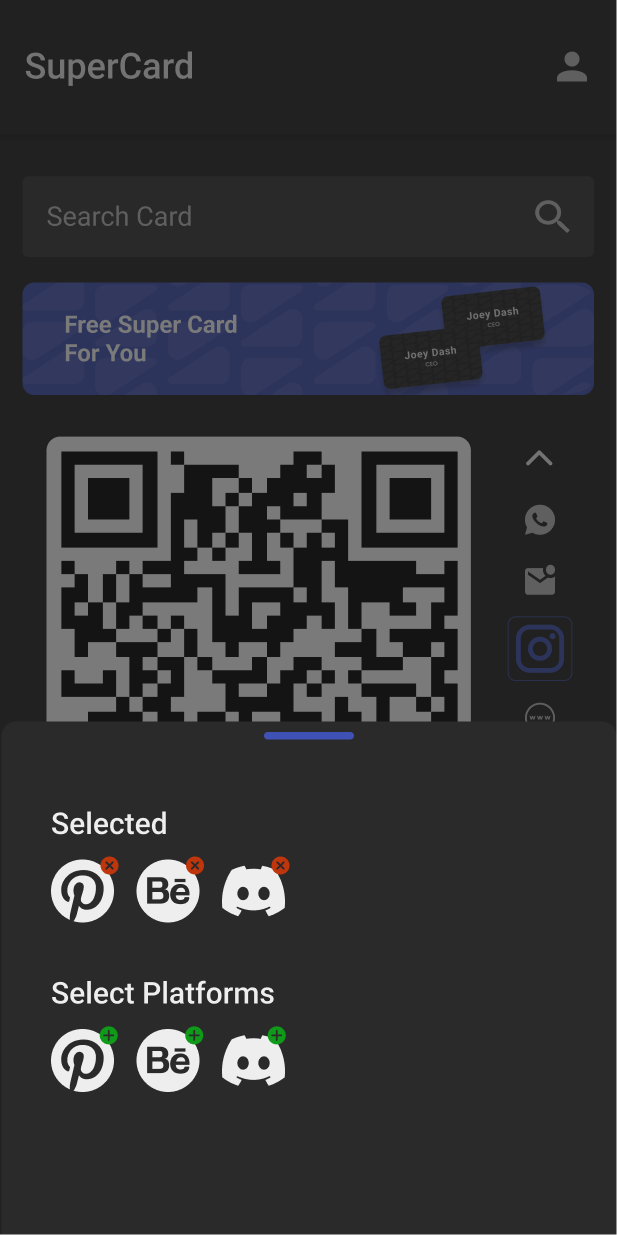 SuperCard
Search Card
Free Super Card
For You
Joey Dash
CEO
Joey Dash
CEO
www
Selected
Bē
Select Platforms
Bē